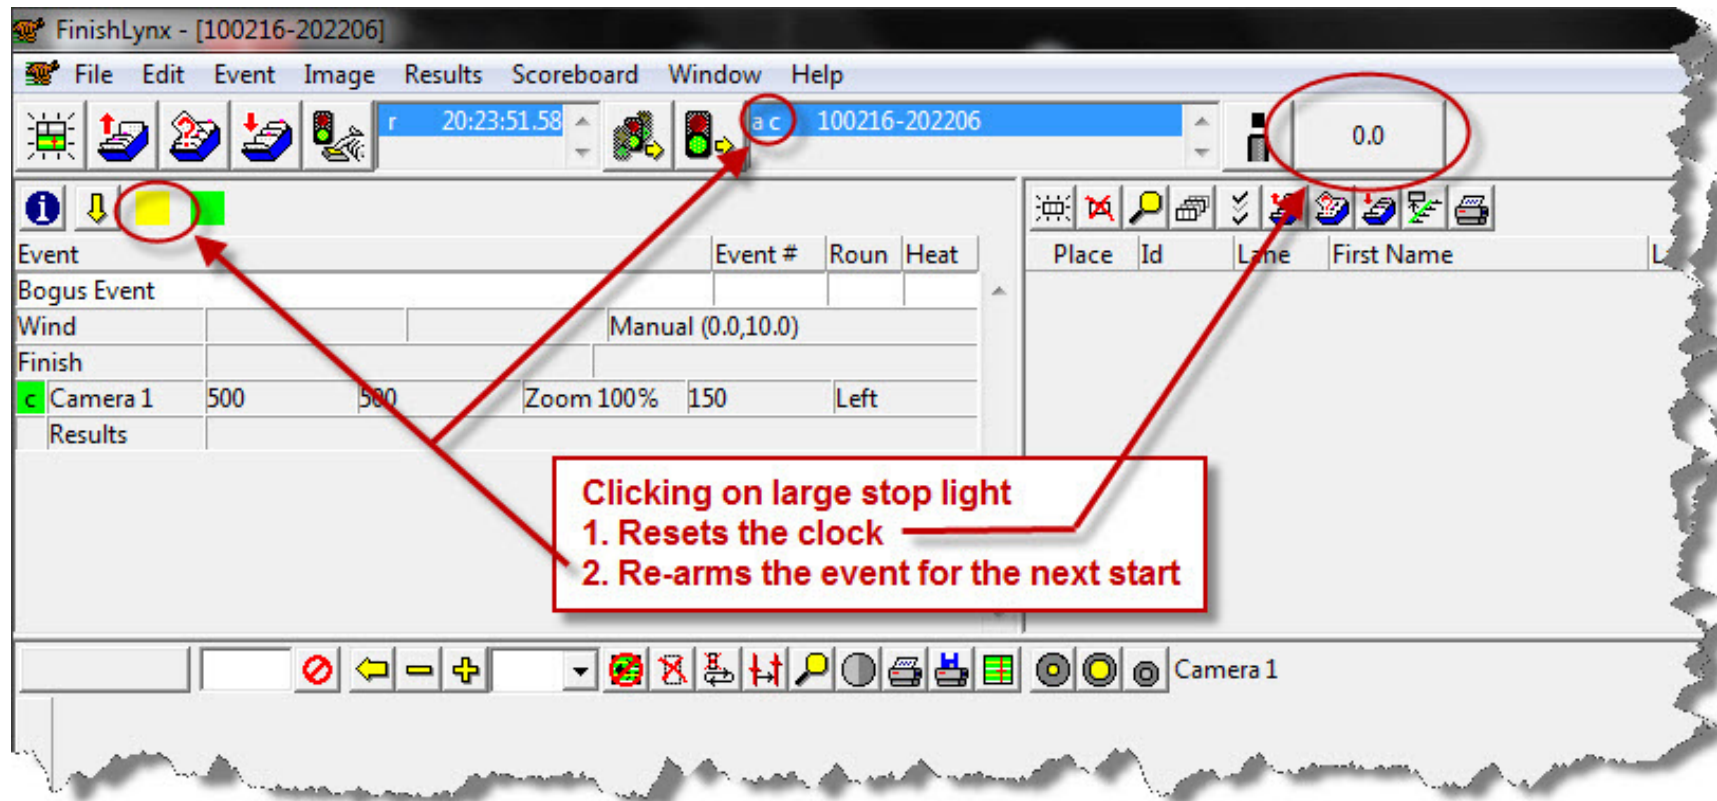 FinishLynx - [100216-202206]
File Edit Event Image Results Scoreboard Window Help
r 20:23:51.58 a c 100216-202206 0.0
Event Event # Roun Heat
Place Id Lane First Name L
Bogus Event
Wind Manual (0.0,10.0)
Finish
c Camera 1 500 500 Zoom 100% 150 Left
Results
Clicking on large stop light
1. Resets the clock
2. Re-arms the event for the next start
Camera 1